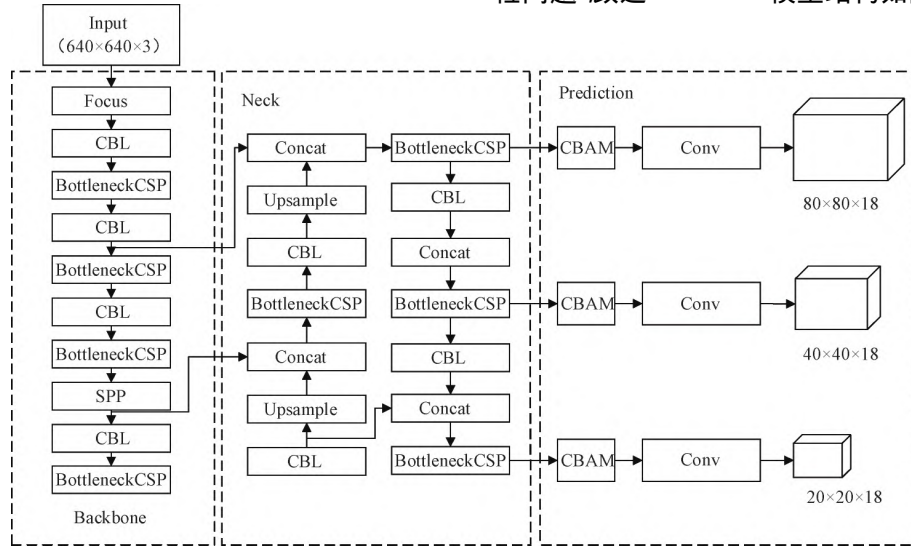 Input
（640×640×3）
Focus
CBL
BottleneckCSP
CBL
BottleneckCSP
CBL
BottleneckCSP
SPP
CBL
BottleneckCSP
Backbone
Neck
Concat
Upsample
CBL
BottleneckCSP
Concat
Upsample
CBL
BottleneckCSP
CBL
Concat
BottleneckCSP
CBL
Concat
BottleneckCSP
Prediction
CBAM
Conv
80×80×18
CBAM
Conv
40×40×18
CBAM
Conv
20×20×18